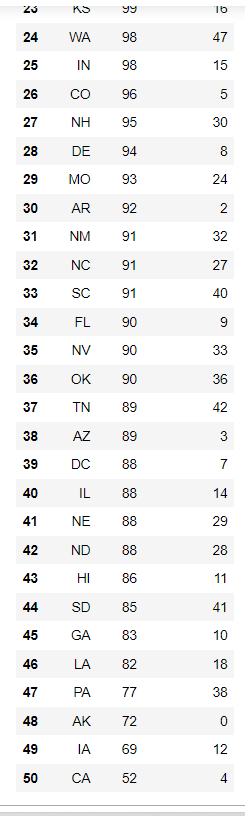 23 KS 99 16
24 WA 98 47
25 IN 98 15
26 CO 96 5
27 NH 95 30
28 DE 94 8
29 MO 93 24
30 AR 92 2
31 NM 91 32
32 NC 91 27
33 SC 91 40
34 FL 90 9
35 NV 90 33
36 OK 90 36
37 TN 89 42
38 AZ 89 3
39 DC 88 7
40 IL 88 14
41 NE 88 29
42 ND 88 28
43 HI 86 11
44 SD 85 41
45 GA 83 10
46 LA 82 18
47 PA 77 38
48 AK 72 0
49 IA 69 12
50 CA 52 4